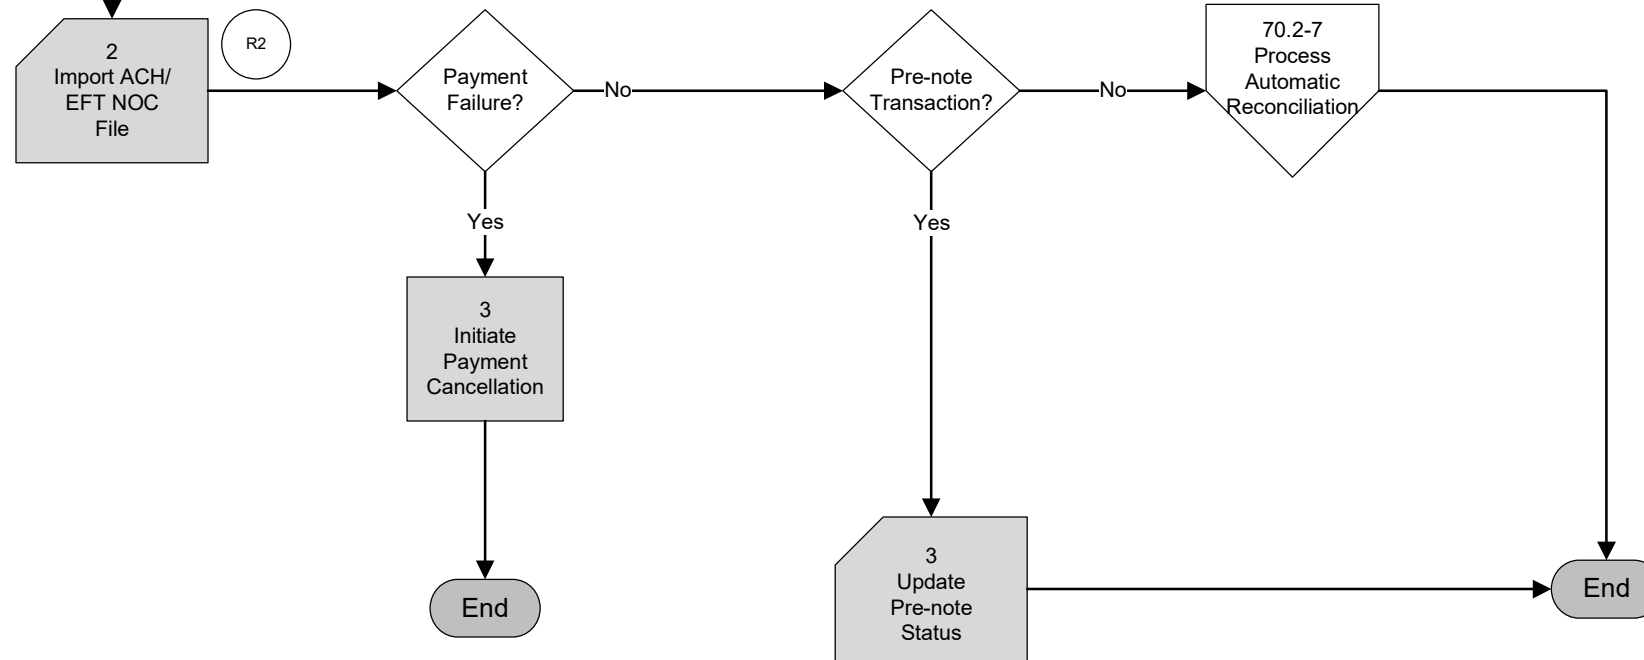 2
Import ACH/
EFT NOC
File
R2
Payment
Failure?
No
Pre-note
Transaction?
No
70.2-7
Process
Automatic
Reconciliation
Yes
Yes
3
Initiate
Payment
Cancellation
End
3
Update
Pre-note
Status
End